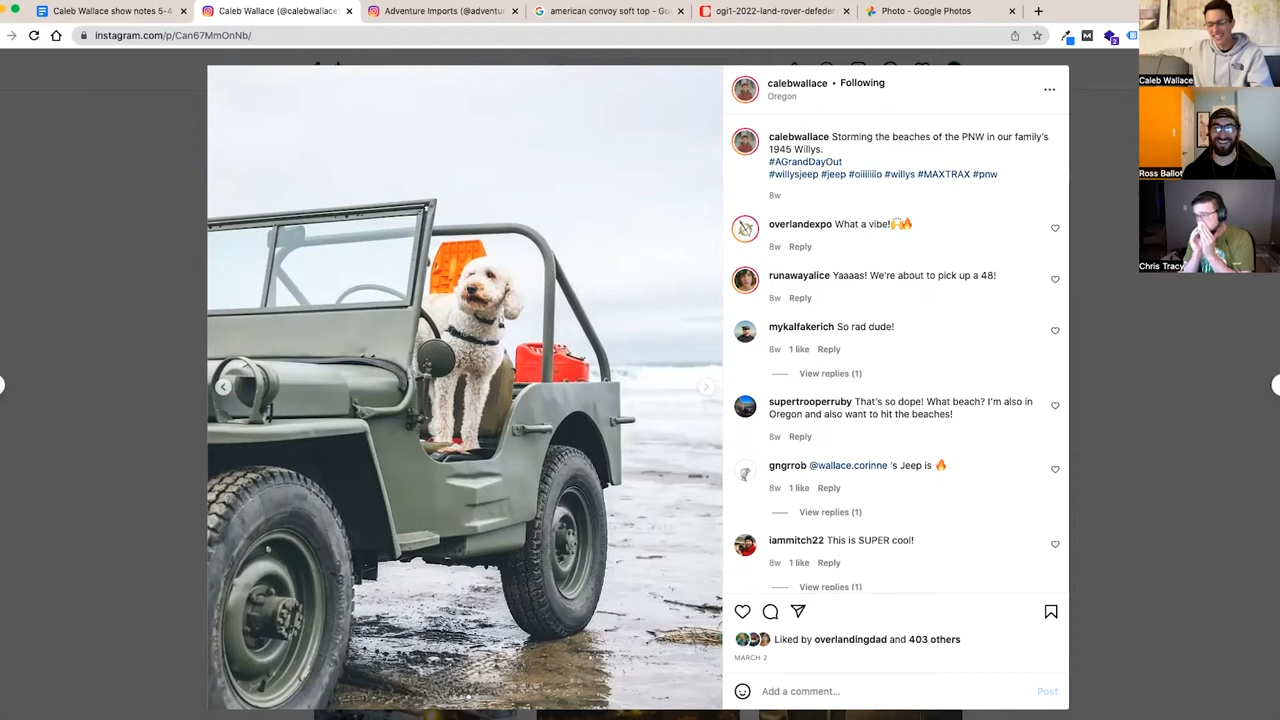 Caleb Wallace show notes 5-4
Caleb Wallace (@calebwallace)
Adventure Imports (@adventu
american convoy soft top - Go
ogi1-2022-land-rover-defeder
Photo - Google Photos
instagram.com/p/Can67MmOnNb/
2
Caleb Wallace
Ross Ballot
Chris Tracy
calebwallace • Following
Oregon
calebwallace Storming the beaches of the PNW in our family's
1945 Willys.
#AGrandDayOut
#willysjeep #jeep #oiiiiiiio #willys #MAXTRAX #pnw
8w
overlandexpo What a vibe!🙌🔥
8w Reply
runawayalice Yaaaas! We're about to pick up a 48!
8w Reply
mykalfakerich So rad dude!
8w 1 like Reply
View replies (1)
supertrooperruby That's so dope! What beach? I'm also in
Oregon and also want to hit the beaches!
8w Reply
gngrrob @wallace.corinne 's Jeep is 🔥
8w 1 like Reply
View replies (1)
iammitch22 This is SUPER cool!
8w 1 like Reply
View replies (1)
Liked by overlandingdad and 403 others
MARCH 2
Add a comment...
Post